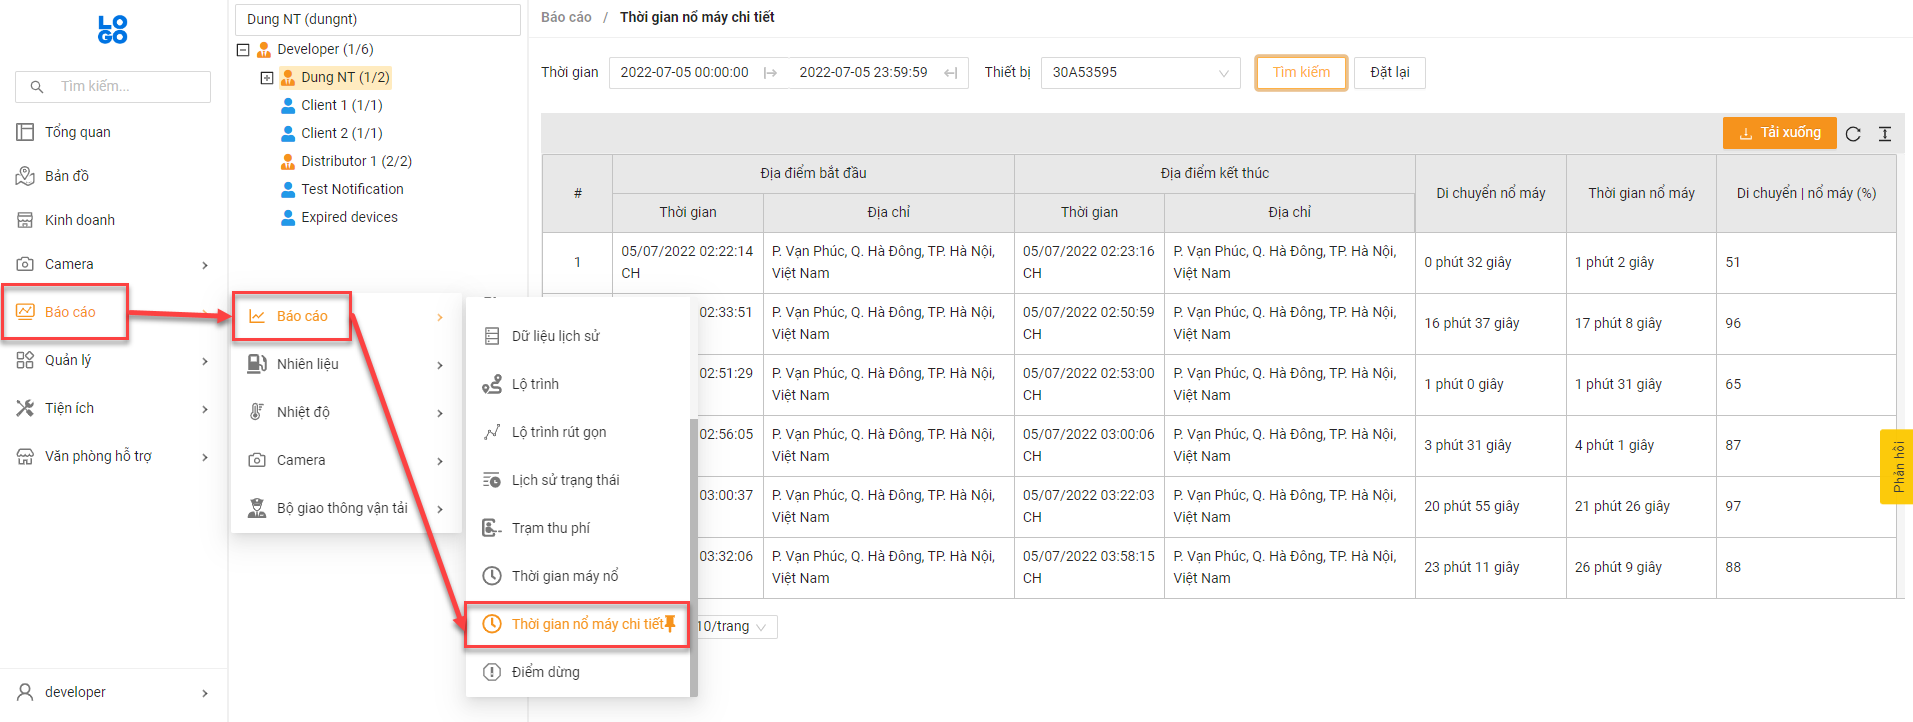 LO
GO
Tìm kiếm...
Tổng quan
Bản đồ
Kinh doanh
Camera
Báo cáo
Quản lý
Tiện ích
Văn phòng hỗ trợ
developer
Dung NT (dungnt)
Developer (1/6)
Dung NT (1/2)
Client 1 (1/1)
Client 2 (1/1)
Distributor 1 (2/2)
Test Notification
Expired devices
Báo cáo
Nhiên liệu
Nhiệt độ
Camera
Bộ giao thông vận tải
Dữ liệu lịch sử
Lộ trình
Lộ trình rút gọn
Lịch sử trạng thái
Trạm thu phí
Thời gian máy nổ
Thời gian nổ máy chi tiết
Điểm dừng
Báo cáo / Thời gian nổ máy chi tiết
Thời gian 2022-07-05 00:00:00 2022-07-05 23:59:59 Thiết bị 30A53595 Tìm kiếm Đặt lại
Tải xuống
# Địa điểm bắt đầu Địa điểm kết thúc Di chuyển nổ máy Thời gian nổ máy Di chuyển | nổ máy (%)
Thời gian Địa chỉ Thời gian Địa chỉ
1 05/07/2022 02:22:14 P. Vạn Phúc, Q. Hà Đông, TP. Hà Nội, 05/07/2022 02:23:16 P. Vạn Phúc, Q. Hà Đông, TP. Hà Nội, 0 phút 32 giây 1 phút 2 giây 51
CH Việt Nam CH Việt Nam
02:33:51 P. Vạn Phúc, Q. Hà Đông, TP. Hà Nội, 05/07/2022 02:50:59 P. Vạn Phúc, Q. Hà Đông, TP. Hà Nội, 16 phút 37 giây 17 phút 8 giây 96
Việt Nam CH Việt Nam
02:51:29 P. Vạn Phúc, Q. Hà Đông, TP. Hà Nội, 05/07/2022 02:53:00 P. Vạn Phúc, Q. Hà Đông, TP. Hà Nội, 1 phút 0 giây 1 phút 31 giây 65
Việt Nam CH Việt Nam
02:56:05 P. Vạn Phúc, Q. Hà Đông, TP. Hà Nội, 05/07/2022 03:00:06 P. Vạn Phúc, Q. Hà Đông, TP. Hà Nội, 3 phút 31 giây 4 phút 1 giây 87
Việt Nam CH Việt Nam
03:00:37 P. Vạn Phúc, Q. Hà Đông, TP. Hà Nội, 05/07/2022 03:22:03 P. Vạn Phúc, Q. Hà Đông, TP. Hà Nội, 20 phút 55 giây 21 phút 26 giây 97
Việt Nam CH Việt Nam
03:32:06 P. Vạn Phúc, Q. Hà Đông, TP. Hà Nội, 05/07/2022 03:58:15 P. Vạn Phúc, Q. Hà Đông, TP. Hà Nội, 23 phút 11 giây 26 phút 9 giây 88
Việt Nam CH Việt Nam
10/trang
Phản hồi